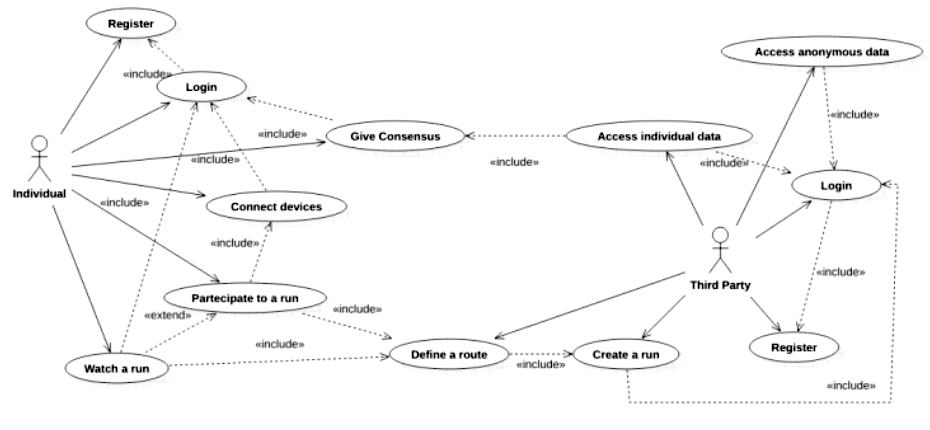 Register
Access anonymous data
«include»
Login
«include»
Give Consensus
Access individual data
«include»
«include»
«include»
«include»
Login
Individual
«include»
Connect devices
«include»
«include»
Third Party
Partecipate to a run
«extend»
«include»
«include»
Define a route
Create a run
Register
Watch a run
«include»
«include»